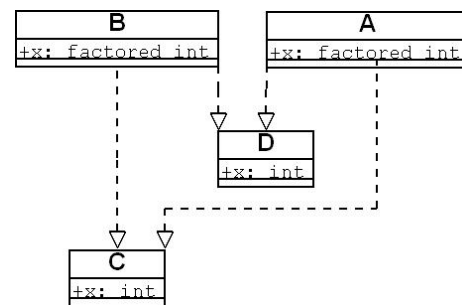 B
+x: factored int
A
+x: factored int
D
+x: int
C
+x: int